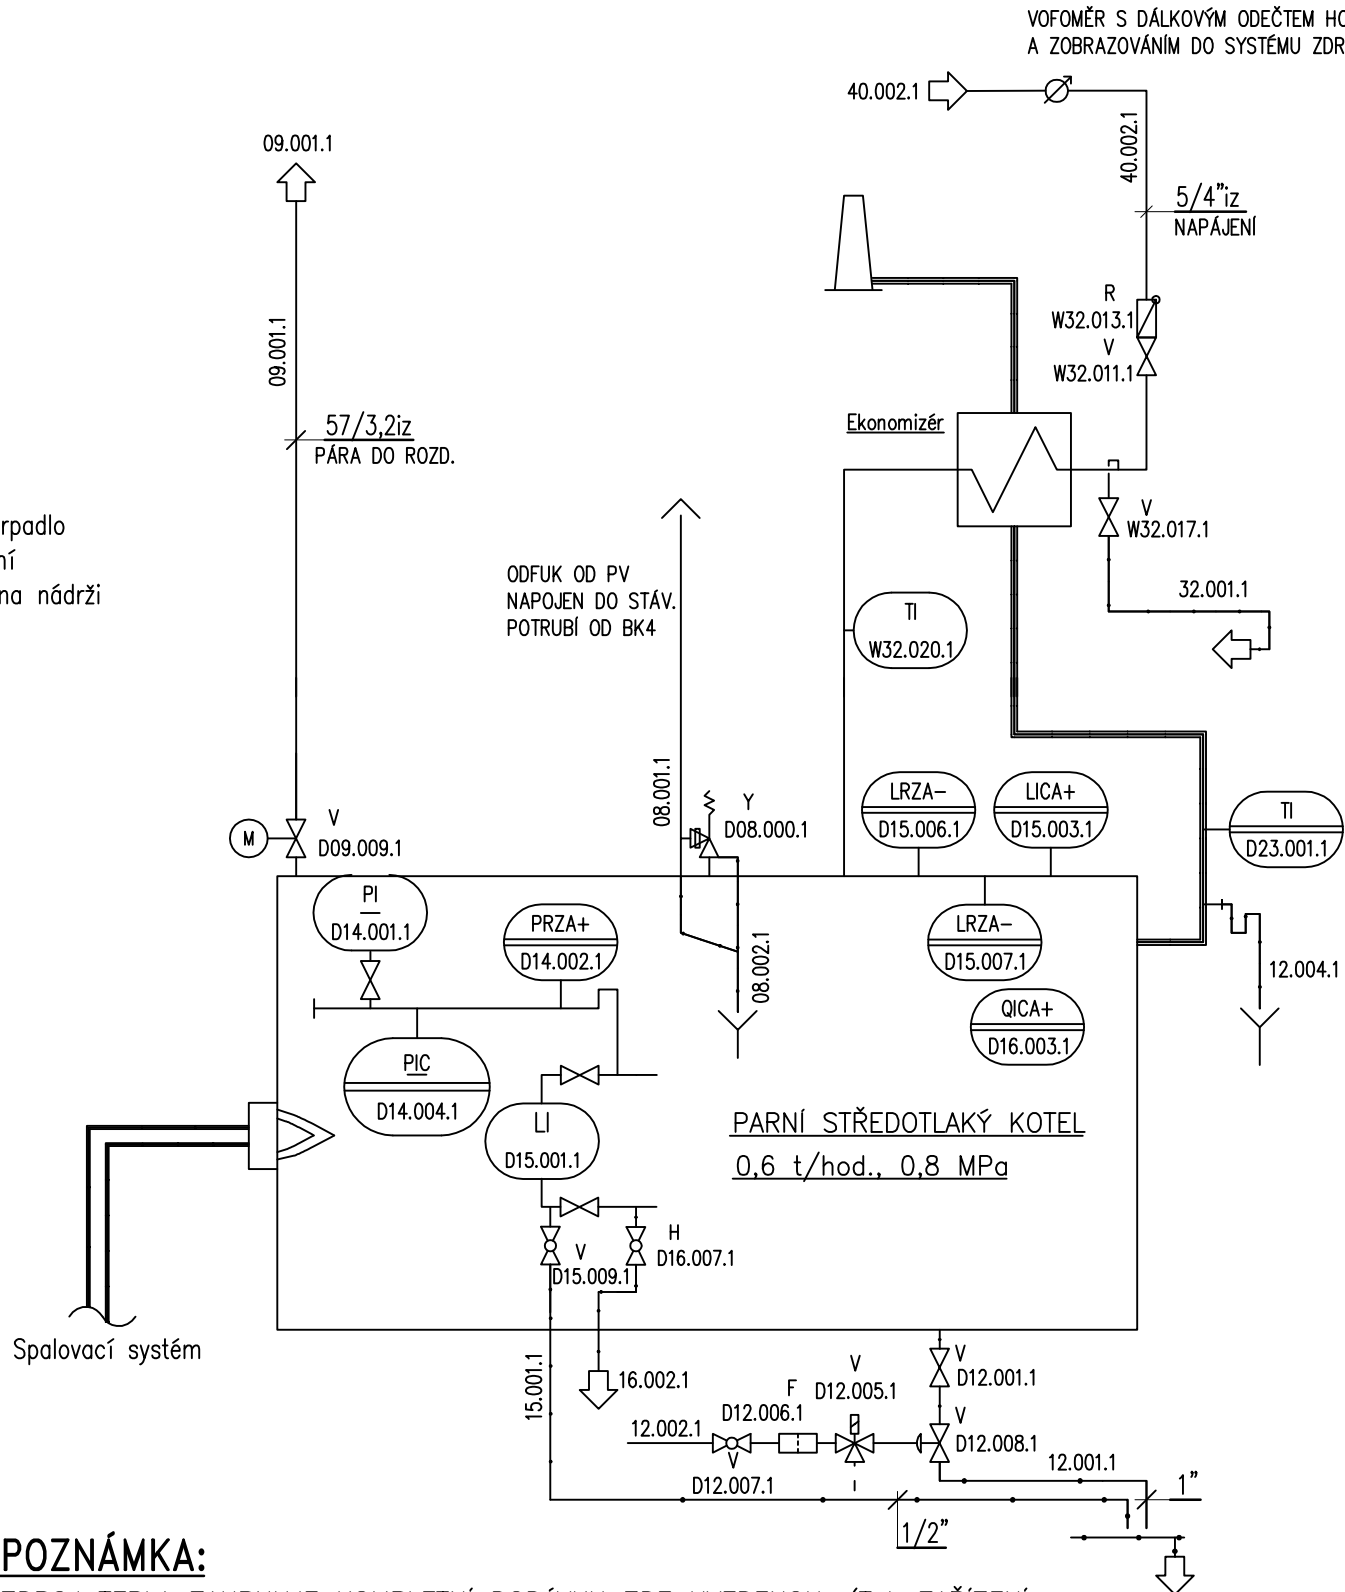 VOFOMĚR S DÁLKOVÝM ODEČTEM
A ZOBRAZOVÁNÍM DO SYSTÉMU
40.002.1
40.002.1
09.001.1
5/4"iz
NAPÁJENÍ
R
W32.013.1
V
W32.011.1
09.001.1
57/3,2iz
PÁRA DO ROZD.
Ekonomizér
V
W32.017.1
na nádrži
ODFUK OD PV
NAPOJEN DO STÁV.
POTRUBÍ OD BK4
32.001.1
TI
W32.020.1
08.001.1
LRZA-
D15.006.1
LICA+
D15.003.1
TI
D23.001.1
Y
D08.000.1
M
V
D09.009.1
PI
D14.001.1
PRZA+
D14.002.1
LRZA-
D15.007.1
08.002.1
12.004.1
QICA+
D16.003.1
PIC
D14.004.1
LI
D15.001.1
PARNÍ STŘEDOTLAKÝ KOTEL
0,6 t/hod., 0,8 MPa
H
D16.007.1
V
D15.009.1
Spalovací systém
15.001.1
16.002.1
V
D12.001.1
V
D12.005.1
F
D12.006.1
12.002.1
V
D12.007.1
V
D12.008.1
12.001.1
1"
1/2"
POZNÁMKA: